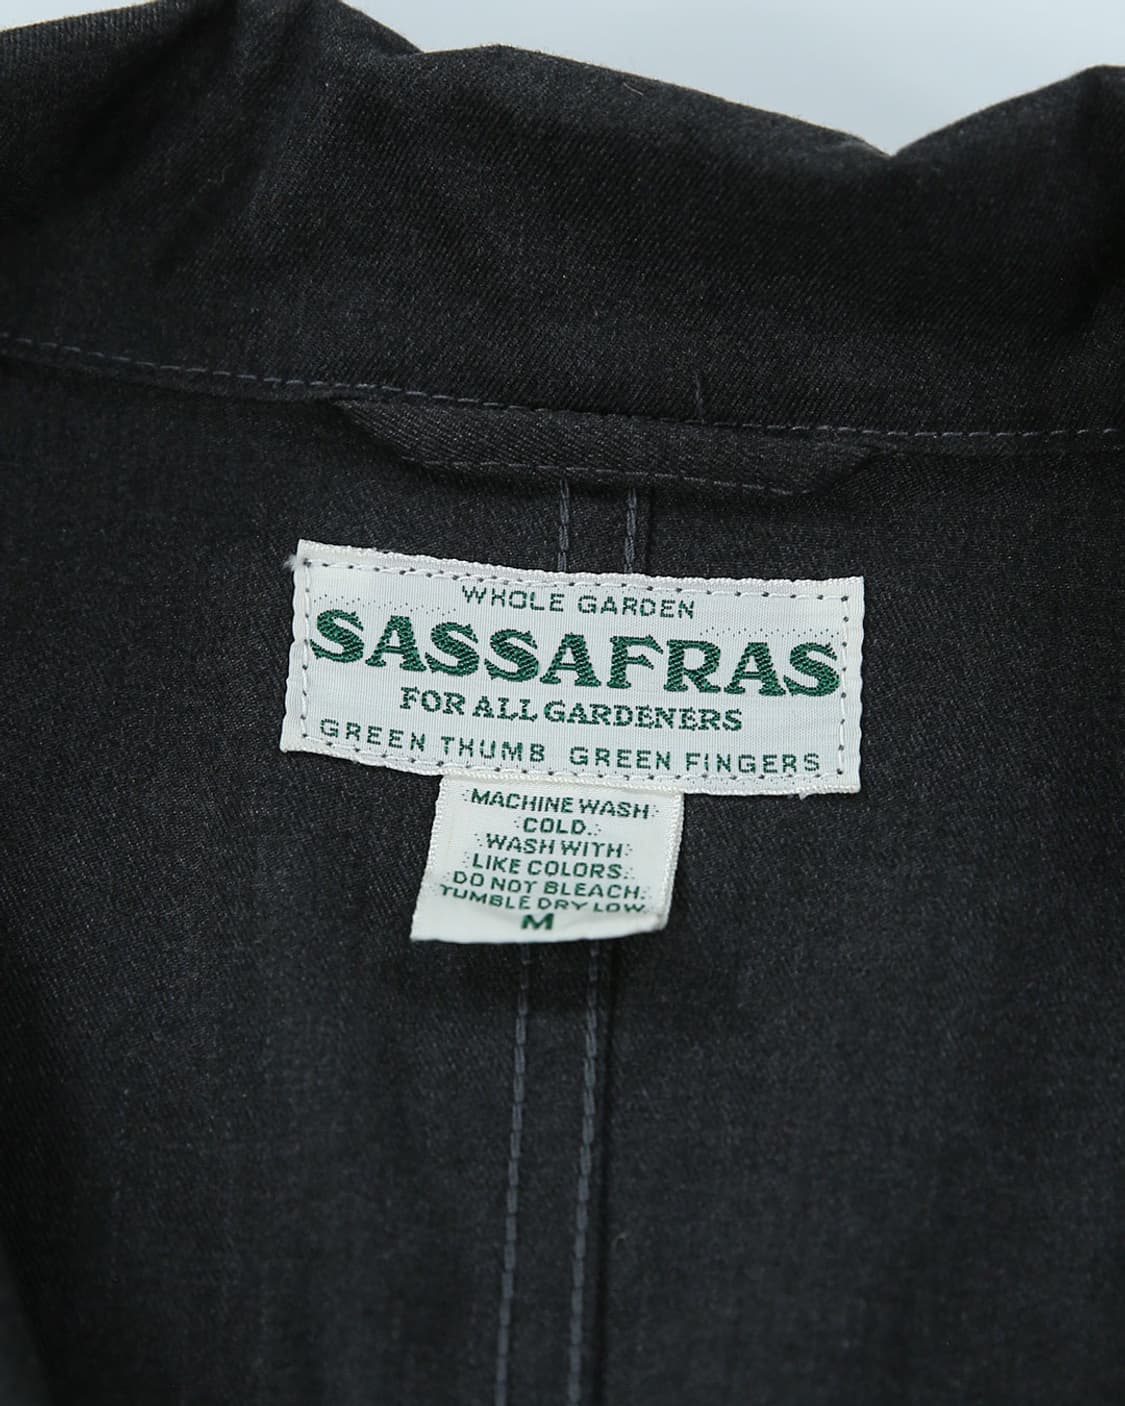 WHOLE GARDEN
SASSAFRAS
FOR ALL GARDENERS
GREEN THUMB GREEN FINGERS
MACHINE WASH
COLD.
WASH WITH
LIKE COLORS.
DO NOT BLEACH.
TUMBLE DRY LOW.
M